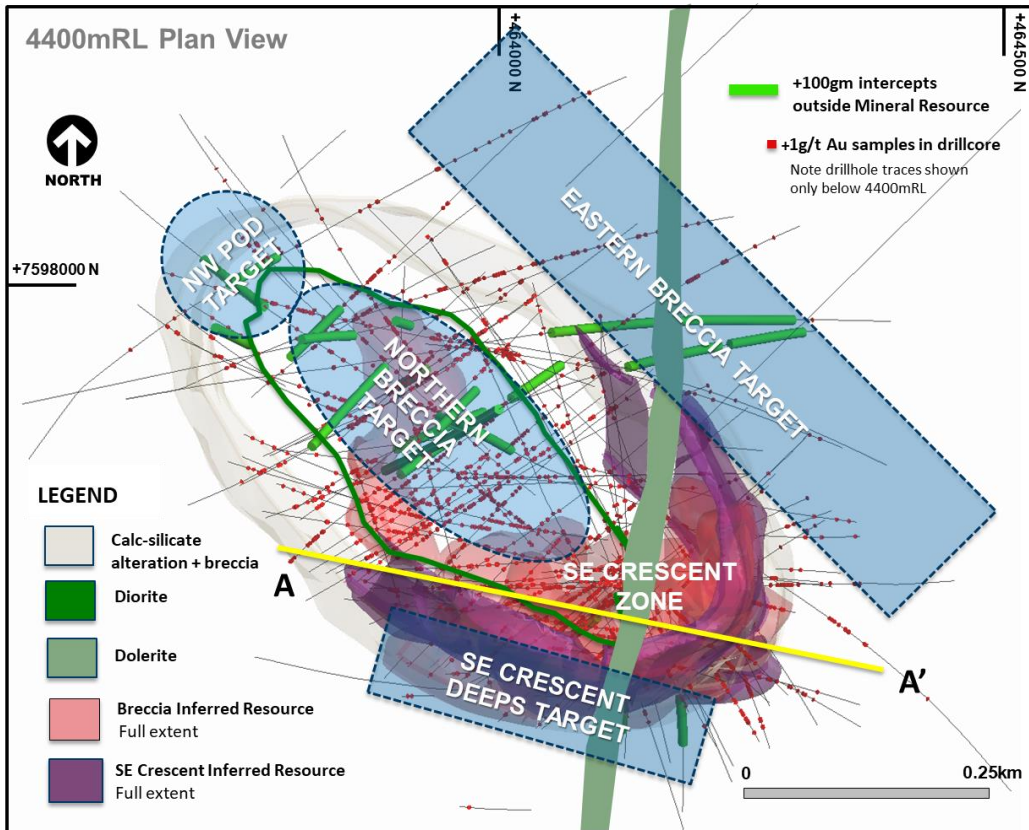 4400mRL Plan View
+464000 N
+464500 N
NORTH
+7598000 N
+100gm intercepts
outside Mineral Resource
+1g/t Au samples in drillcore
Note drillhole traces shown
only below 4400mRL
NW POD
TARGET
NORTHERN
BRECCIA
TARGET
EASTERN BRECCIA TARGET
SE CRESCENT
ZONE
SE CRESCENT
DEEPS TARGET
A
A’
LEGEND
Calc-silicate
alteration + breccia
Diorite
Dolerite
Breccia Inferred Resource
Full extent
SE Crescent Inferred Resource
Full extent
0
0.25km